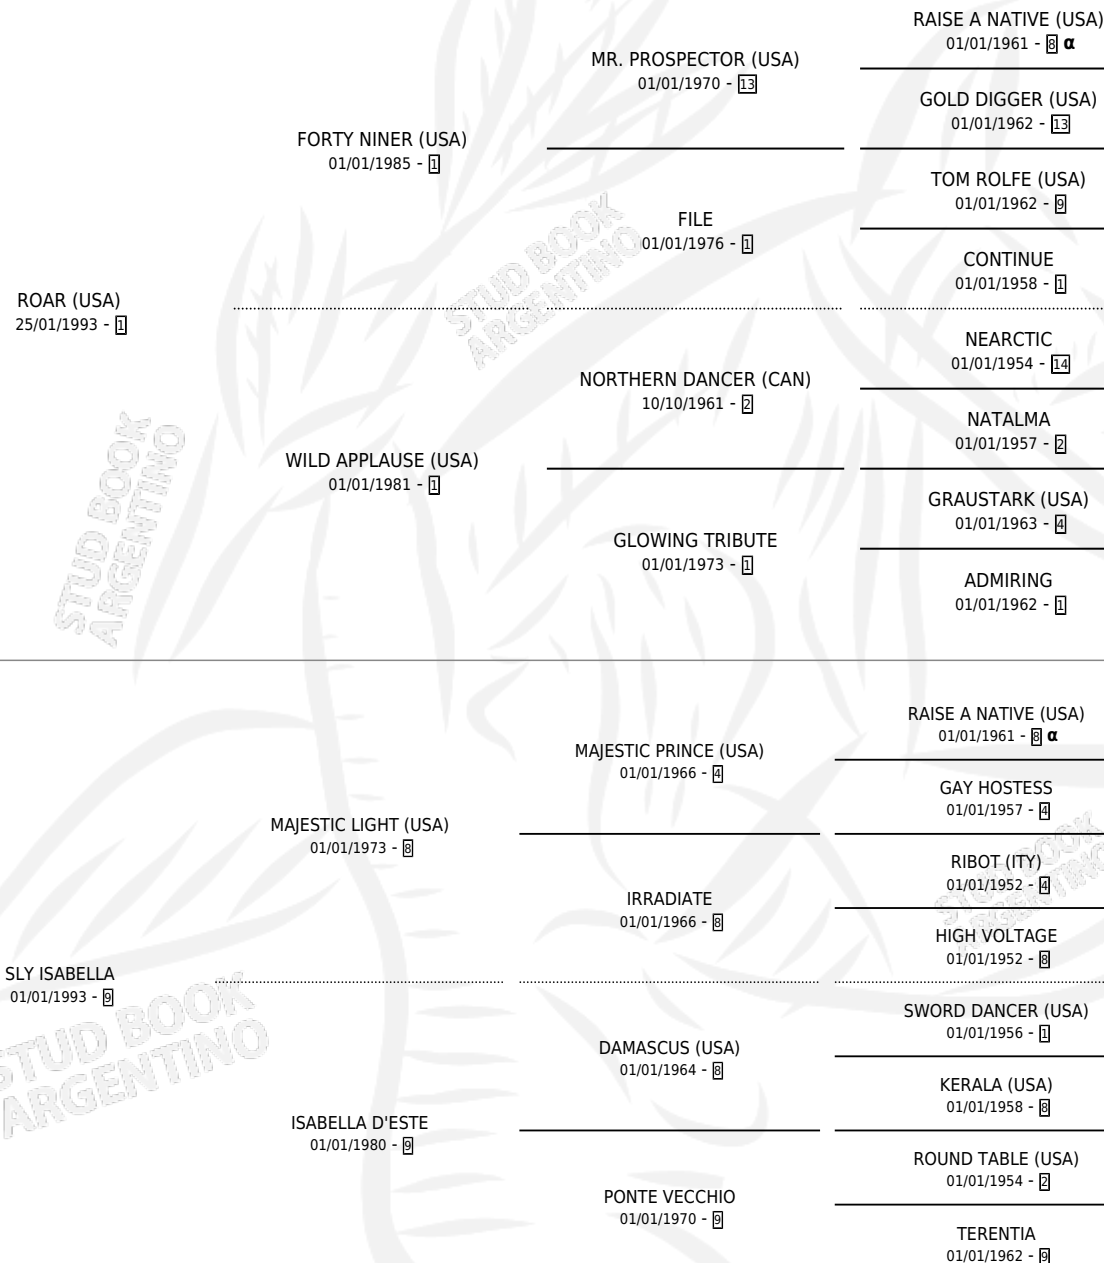 RAISE A NATIVE (USA)
01/01/1961 - 8 α
MR. PROSPECTOR (USA)
01/01/1970 - 13
GOLD DIGGER (USA)
01/01/1962 - 13
FORTY NINER (USA)
01/01/1985 - 1
TOM ROLFE (USA)
01/01/1962 - 9
FILE
01/01/1976 - 1
CONTINUE
01/01/1958 - 1
ROAR (USA)
25/01/1993 - 1
NEARCTIC
01/01/1954 - 14
NORTHERN DANCER (CAN)
10/10/1961 - 2
NATALMA
01/01/1957 - 2
WILD APPLAUSE (USA)
01/01/1981 - 1
GRAUSTARK (USA)
01/01/1963 - 4
GLOWING TRIBUTE
01/01/1973 - 1
ADMIRING
01/01/1962 - 1
RAISE A NATIVE (USA)
01/01/1961 - 8 α
MAJESTIC PRINCE (USA)
01/01/1966 - 4
GAY HOSTESS
01/01/1957 - 4
MAJESTIC LIGHT (USA)
01/01/1973 - 8
RIBOT (ITY)
01/01/1952 - 4
IRRADIATE
01/01/1966 - 8
HIGH VOLTAGE
01/01/1952 - 8
SLY ISABELLA
01/01/1993 - 9
SWORD DANCER (USA)
01/01/1956 - 1
DAMASCUS (USA)
01/01/1964 - 8
KERALA (USA)
01/01/1958 - 8
ISABELLA D'ESTE
01/01/1980 - 9
ROUND TABLE (USA)
01/01/1954 - 2
PONTE VECCHIO
01/01/1970 - 9
TERENTIA
01/01/1962 - 9
STUD BOOK
ARGENTINO
STUD BOOK
ARGENTINO
STUD BOOK
ARGENTINO
STUD BOOK
ARGENTINO